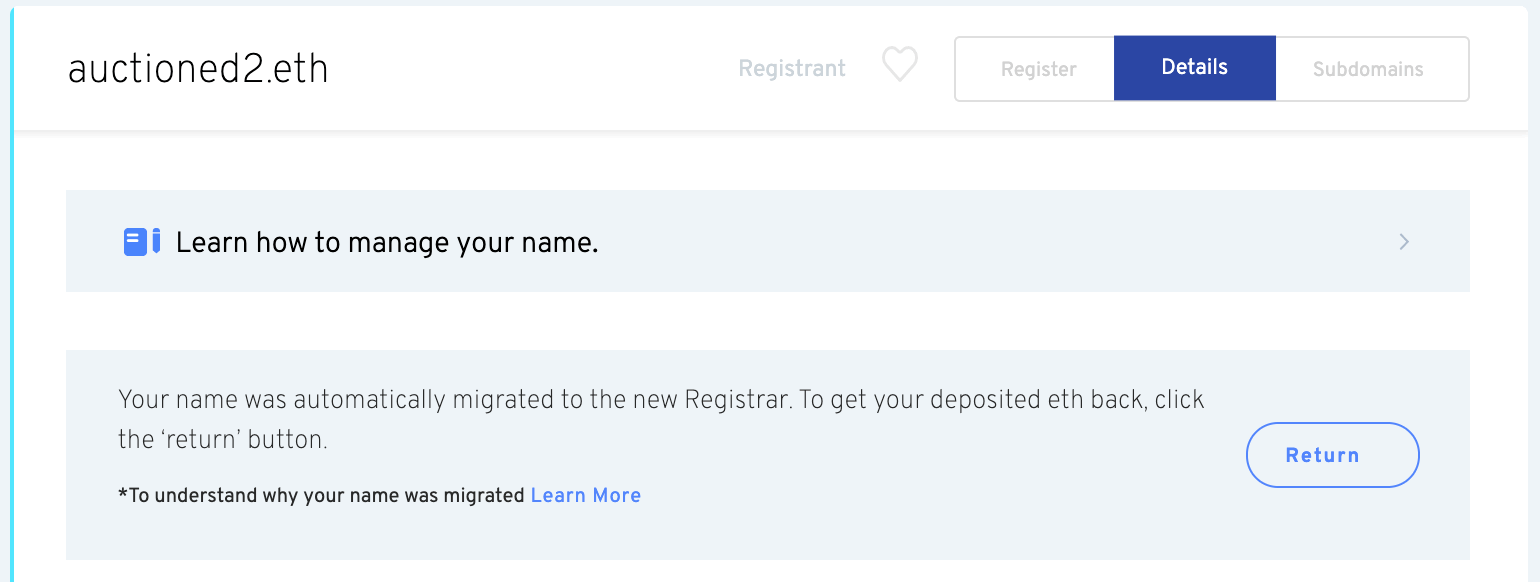 auctioned2.eth
Registrant
Register
Details
Subdomains
Learn how to manage your name.
Your name was automatically migrated to the new Registrar. To get your deposited eth back, click
the ‘return’ button.
Return
*To understand why your name was migrated Learn More